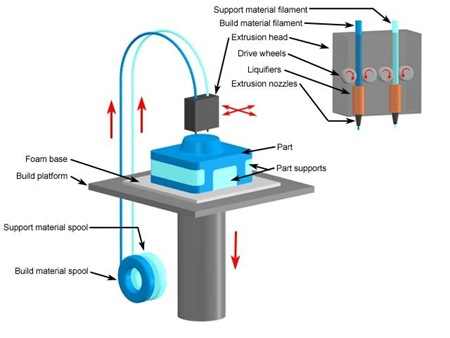 Support material filament
Build material filament
Extrusion head
Drive wheels
Liquifiers
Extrusion nozzles
Part
Foam base
Part supports
Build platform
Support material spool
Build material spool